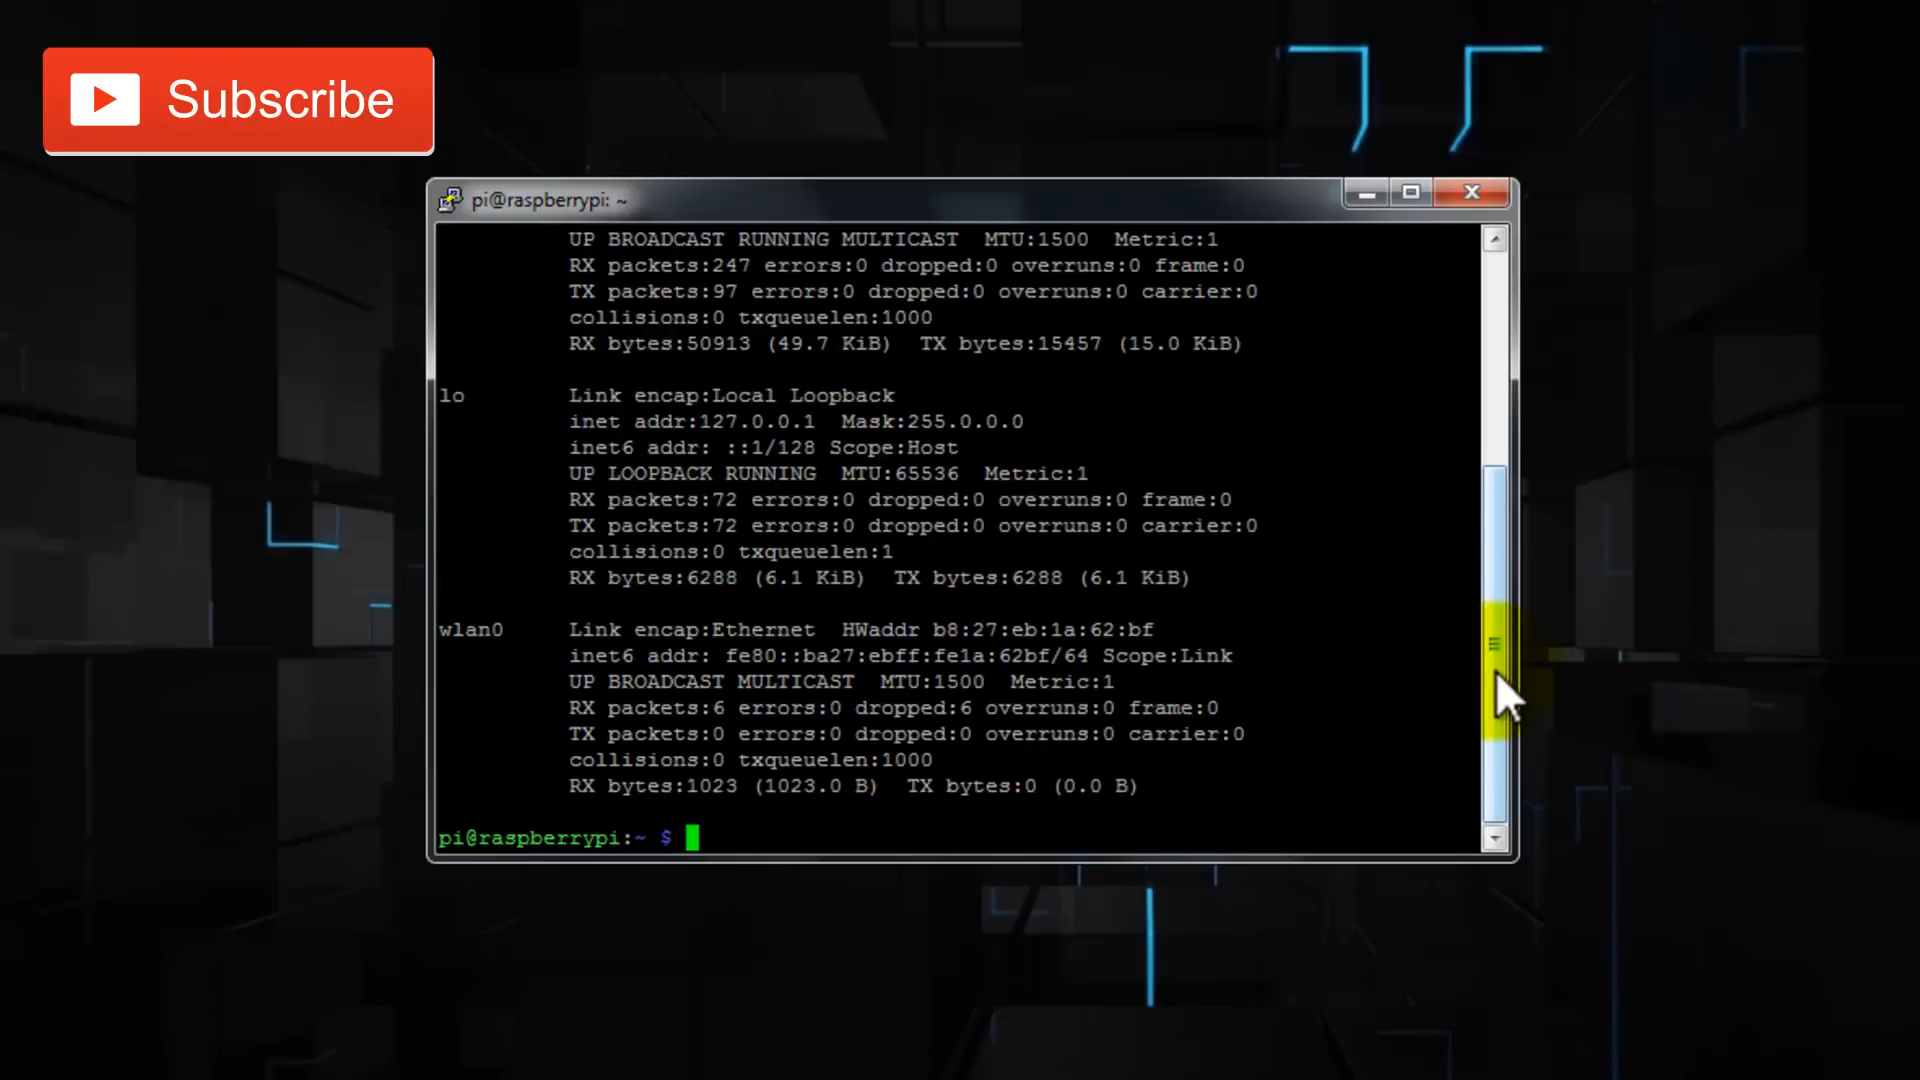 Subscribe
pi@raspberrypi: ~
UP BROADCAST RUNNING MULTICAST  MTU:1500  Metric:1
RX packets:247 errors:0 dropped:0 overruns:0 frame:0
TX packets:97 errors:0 dropped:0 overruns:0 carrier:0
collisions:0 txqueuelen:1000
RX bytes:50913 (49.7 KiB)  TX bytes:15457 (15.0 KiB)
lo        Link encap:Local Loopback
inet addr:127.0.0.1  Mask:255.0.0.0
inet6 addr: ::1/128 Scope:Host
UP LOOPBACK RUNNING  MTU:65536  Metric:1
RX packets:72 errors:0 dropped:0 overruns:0 frame:0
TX packets:72 errors:0 dropped:0 overruns:0 carrier:0
collisions:0 txqueuelen:1
RX bytes:6288 (6.1 KiB)  TX bytes:6288 (6.1 KiB)
wlan0     Link encap:Ethernet  HWaddr b8:27:eb:1a:62:bf
inet6 addr: fe80::ba27:ebff:fe1a:62bf/64 Scope:Link
UP BROADCAST MULTICAST  MTU:1500  Metric:1
RX packets:6 errors:0 dropped:6 overruns:0 frame:0
TX packets:0 errors:0 dropped:0 overruns:0 carrier:0
collisions:0 txqueuelen:1000
RX bytes:1023 (1023.0 B)  TX bytes:0 (0.0 B)
pi@raspberrypi:~ $